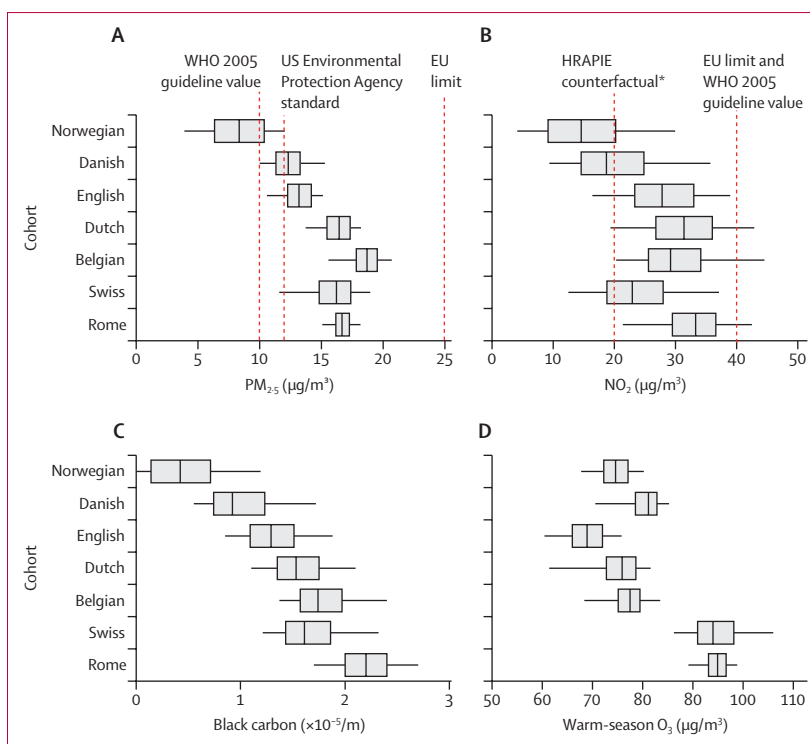 A
WHO 2005
guideline value
US Environmental
Protection Agency
standard
EU
limit
Norwegian
Danish
English
Dutch
Belgian
Swiss
Rome
Cohort
0 5 10 15 20 25
PM2·5 (µg/m³)
B
HRAPIE
counterfactual*
EU limit and
WHO 2005
guideline value
0 10 20 30 40 50
NO2 (µg/m³)
C
Norwegian
Danish
English
Dutch
Belgian
Swiss
Rome
Cohort
0 1 2 3
Black carbon (×10⁻⁵/m)
D
50 60 70 80 90 100 110
Warm-season O3 (µg/m³)